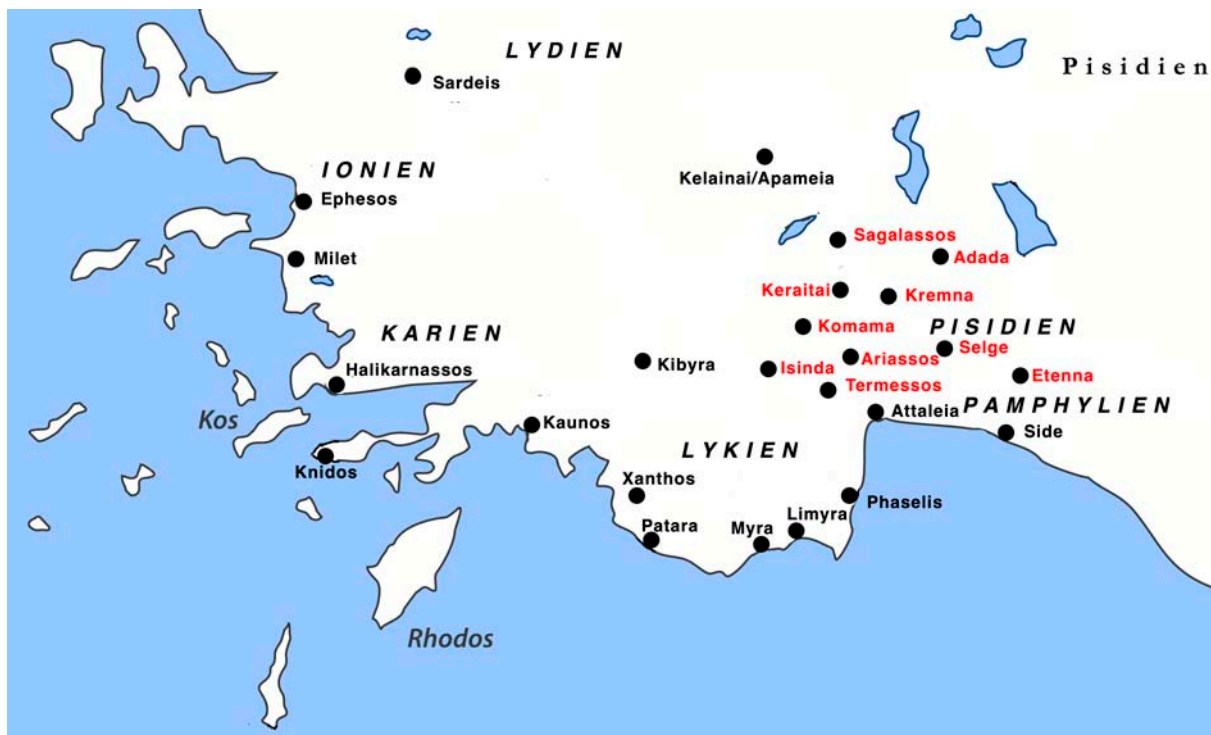 LYDIEN
Pisidien
Sardeis
Kelainai/Apameia
IONIEN
Ephesos
Sagalassos
Adada
Milet
Keraitai
Kremna
KARIEN
Komama
PISIDIEN
Selge
Ariassos
Kibyra
Isinda
Halikarnassos
Etenna
Termessos
PAMPHYLIEN
Attaleia
Kos
Kaunos
Side
LYKIEN
Knidos
Xanthos
Phaselis
Limyra
Patara
Myra
Rhodos